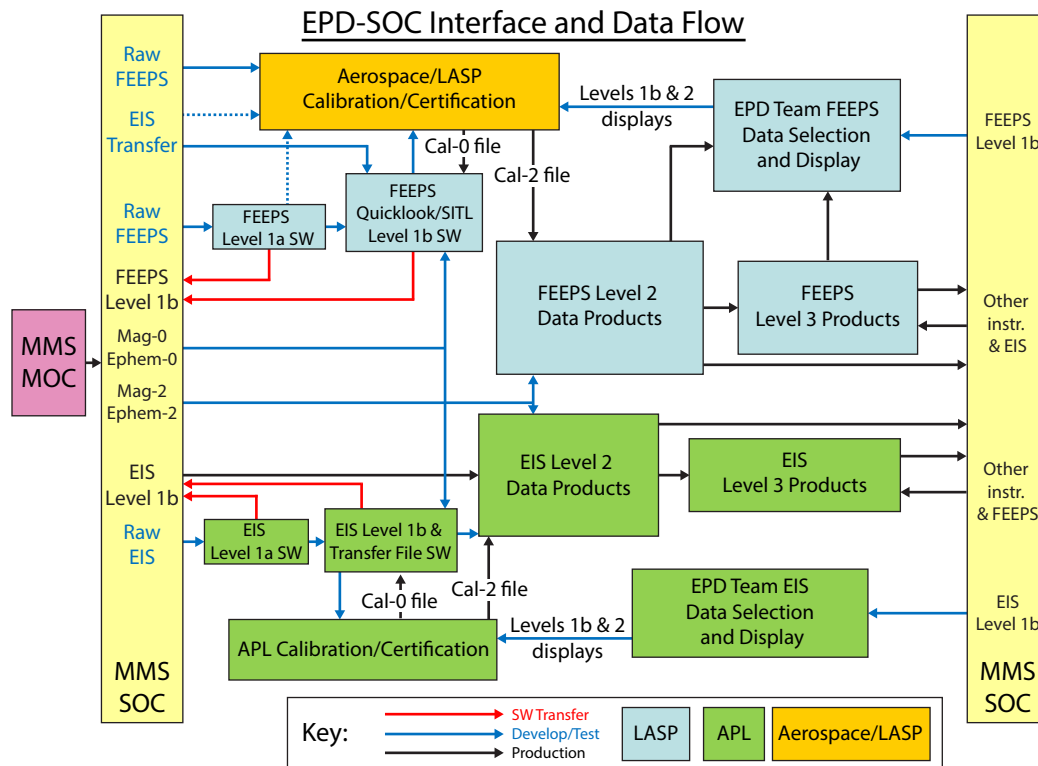 EPD-SOC Interface and Data Flow
Raw
FEEPS
EIS
Transfer
Raw
FEEPS
FEEPS
Level 1b
Mag-0
Ephem-0
Mag-2
Ephem-2
EIS
Level 1b
Raw
EIS
MMS
SOC
MMS
MOC
Aerospace/LASP
Calibration/Certification
Cal-0 file
Cal-2 file
Levels 1b & 2
displays
EPD Team FEEPS
Data Selection
and Display
FEEPS
Level 1a SW
FEEPS
Quicklook/SITL
Level 1b SW
FEEPS Level 2
Data Products
FEEPS
Level 3 Products
EIS Level 2
Data Products
EIS
Level 3 Products
EIS
Level 1a SW
EIS Level 1b &
Transfer File SW
Cal-0 file
Cal-2 file
APL Calibration/Certification
Levels 1b & 2
displays
EPD Team EIS
Data Selection
and Display
FEEPS
Level 1b
Other
instr.
& EIS
Other
instr.
& FEEPS
EIS
Level 1b
MMS
SOC
Key:
SW Transfer
Develop/Test
Production
LASP
APL
Aerospace/LASP